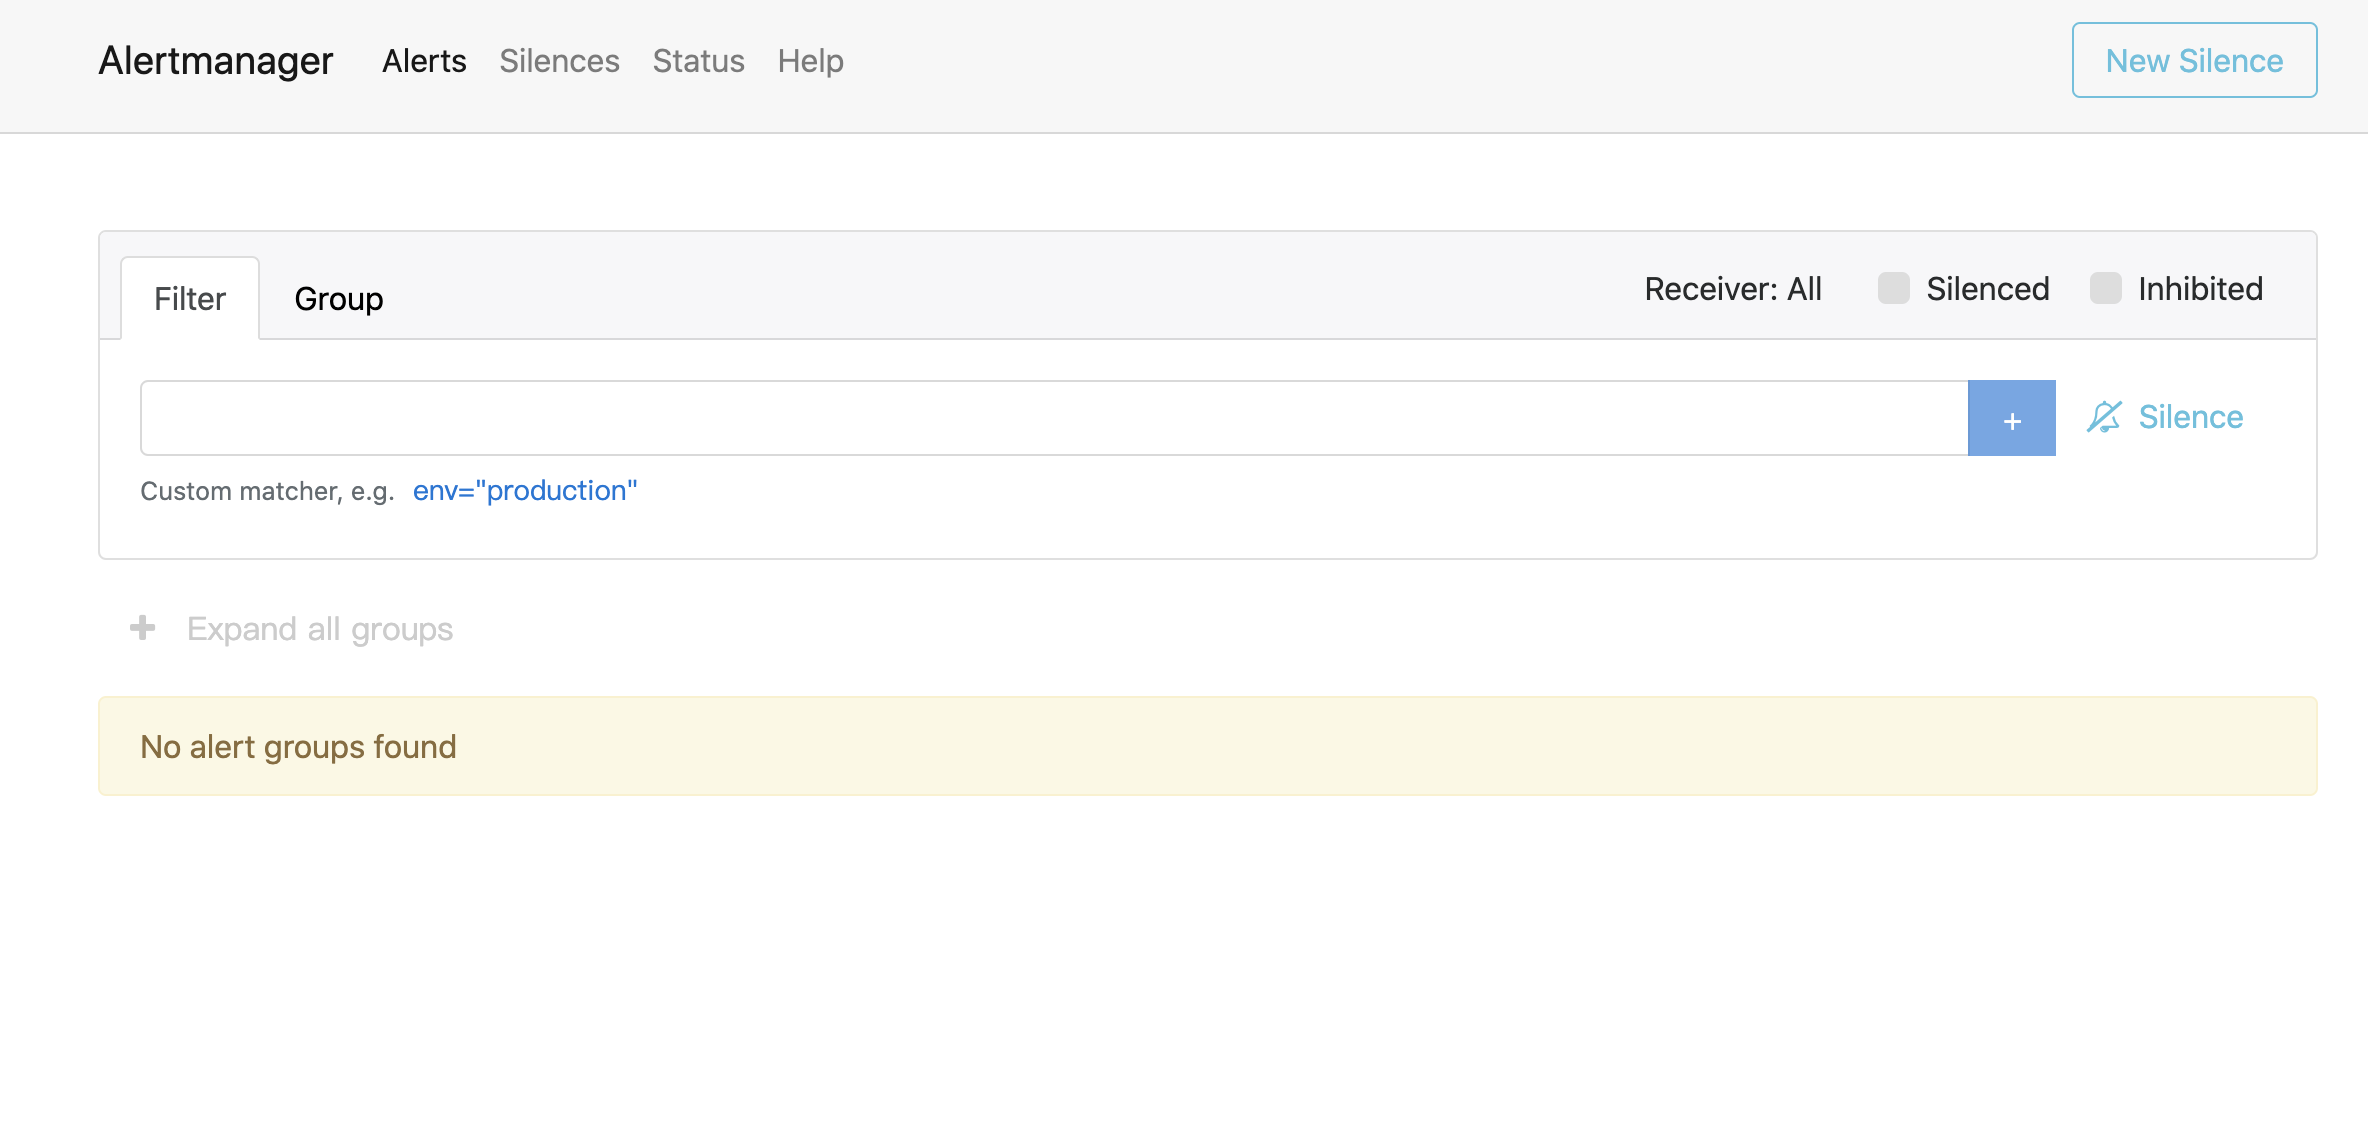 Alertmanager Alerts Silences Status Help New Silence
Filter Group Receiver: All Silenced Inhibited
+ Silence
Custom matcher, e.g. env="production"
Expand all groups
No alert groups found